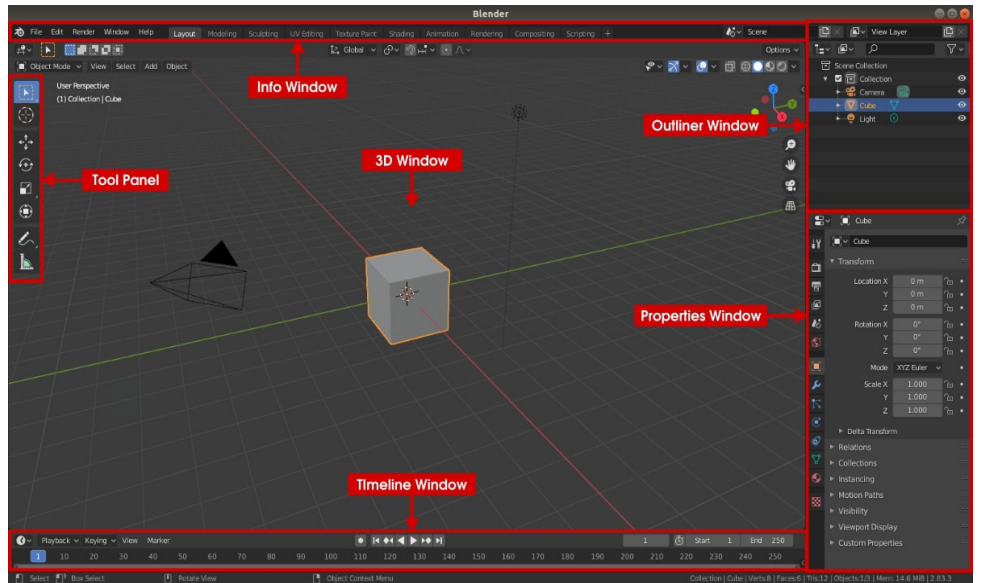 Blender
File Edit Render Window Help Layout Modeling Sculpting UV Editing Texture Paint Shading Animation Rendering Compositing Scripting + Scene View Layer
Global Options
Object Mode View Select Add Object
User Perspective
(1) Collection | Cube
Info Window
Scene Collection
Collection
Camera
Cube
Light
Outliner Window
3D Window
Tool Panel
Cube
Cube
Transform
Location X 0 m
Y 0 m
Z 0 m
Properties Window
Rotation X 0°
Y 0°
Z 0°
Mode XYZ Euler
Scale X 1.000
Y 1.000
Z 1.000
Delta Transform
Relations
Collections
Instancing
Motion Paths
Visibility
Viewport Display
Custom Properties
TImeline Window
Playback Keying View Marker 1 Start 1 End 250
1 10 20 30 40 50 60 70 80 90 100 110 120 130 140 150 160 170 180 190 200 210 220 230 240 250
Select Box Select Rotate View Object Context Menu Collection | Cube | Verts:8 | Faces:6 | Tris:12 | Objects:1/3 | Mem: 14.6 MiB | 2.83.3